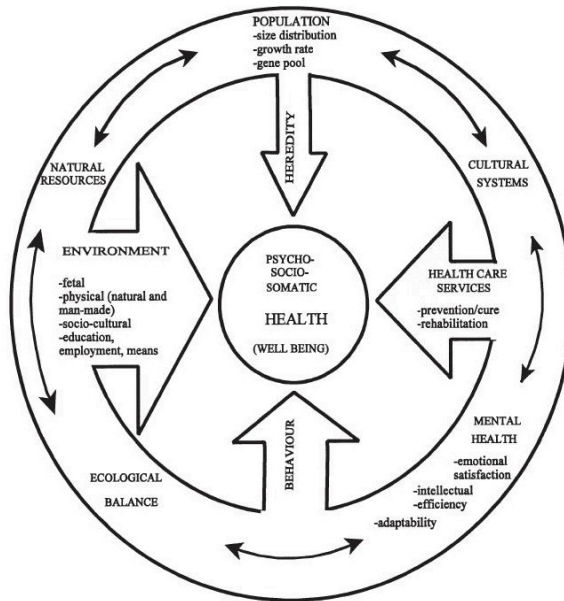 POPULATION
-size distribution
-growth rate
-gene pool
HEREDITY
NATURAL
RESOURCES
CULTURAL
SYSTEMS
ENVIRONMENT
-fetal
-physical (natural and
man-made)
-socio-cultural
-education,
employment, means
PSYCHO-
SOCIO-
SOMATIC
HEALTH
(WELL BEING)
HEALTH CARE
SERVICES
-prevention/cure
-rehabilitation
BEHAVIOUR
ECOLOGICAL
BALANCE
MENTAL
HEALTH
-emotional
satisfaction
-intellectual
-efficiency
-adaptability